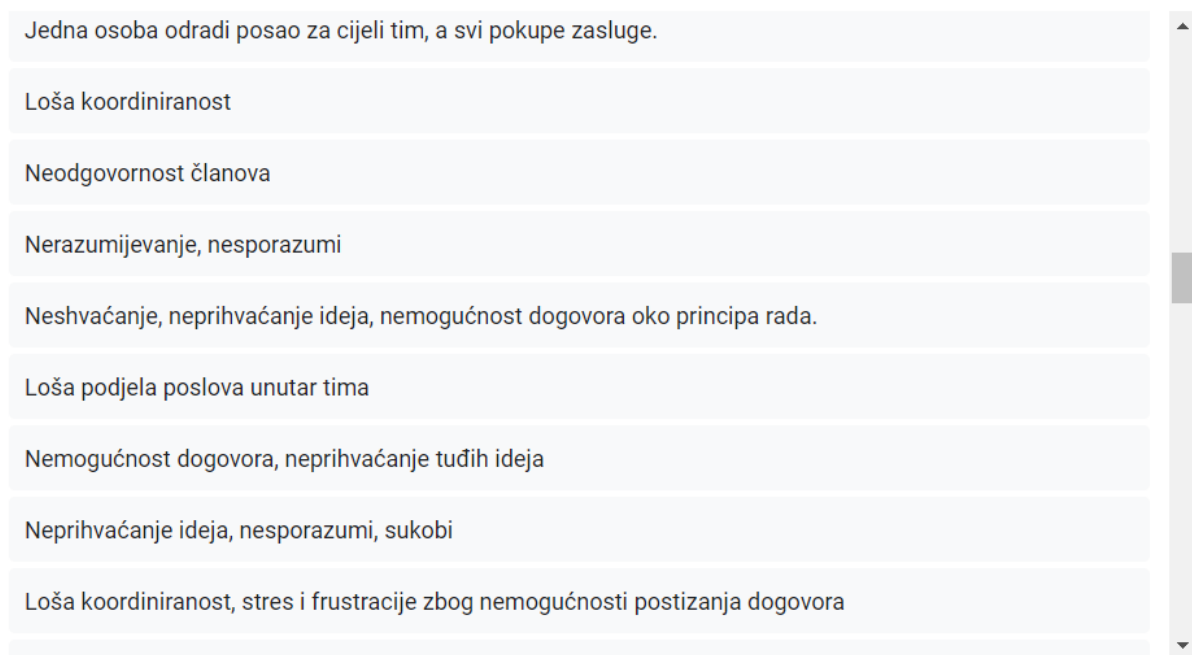 Jedna osoba odradi posao za cijeli tim, a svi pokupe zasluge.
Loša koordiniranost
Neodgovornost članova
Nerazumijevanje, nesporazumi
Neshvaćanje, neprihvaćanje ideja, nemogućnost dogovora oko principa rada.
Loša podjela poslova unutar tima
Nemogućnost dogovora, neprihvaćanje tuđih ideja
Neprihvaćanje ideja, nesporazumi, sukobi
Loša koordiniranost, stres i frustracije zbog nemogućnosti postizanja dogovora